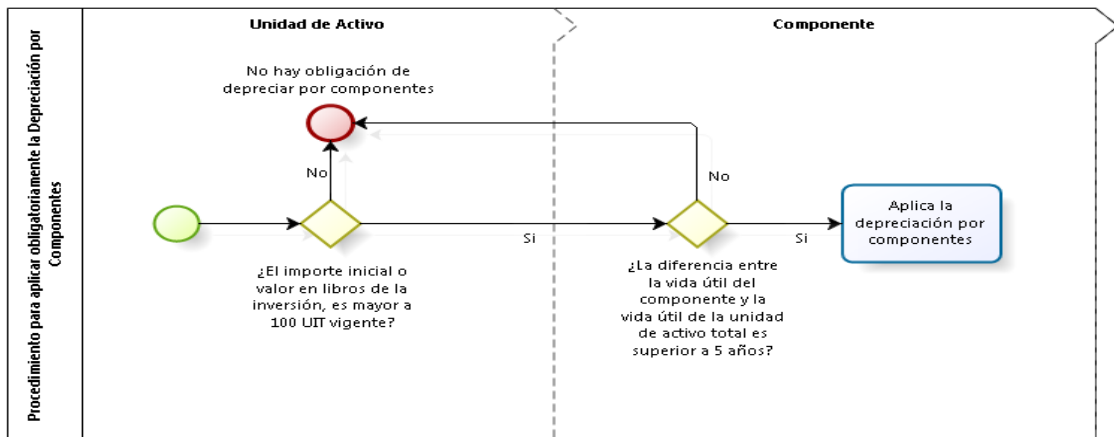 Procedimiento para aplicar obligatoriamente la Depreciación por
Componentes
Unidad de Activo
Componente
No hay obligación de
depreciar por componentes
No
No
Si
Si
Aplica la
depreciación por
componentes
¿El importe inicial o
valor en libros de la
inversión, es mayor a
100 UIT vigente?
¿La diferencia entre
la vida útil del
componente y la
vida útil de la unidad
de activo total es
superior a 5 años?